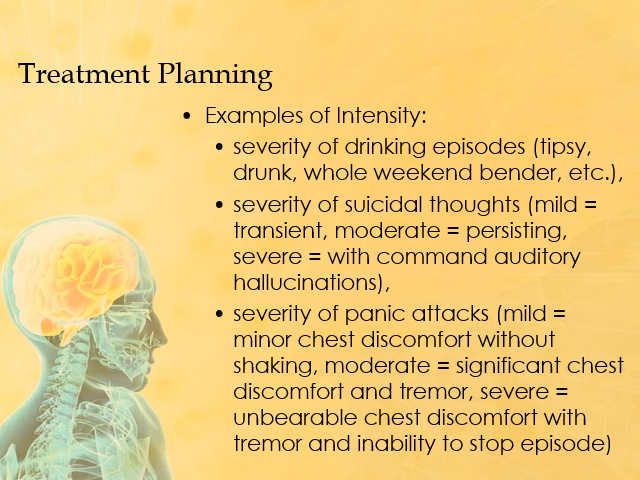 Treatment Planning
• Examples of Intensity:
• severity of drinking episodes (tipsy,
drunk, whole weekend bender, etc.),
• severity of suicidal thoughts (mild =
transient, moderate = persisting,
severe = with command auditory
hallucinations),
• severity of panic attacks (mild =
minor chest discomfort without
shaking, moderate = significant chest
discomfort and tremor, severe =
unbearable chest discomfort with
tremor and inability to stop episode)